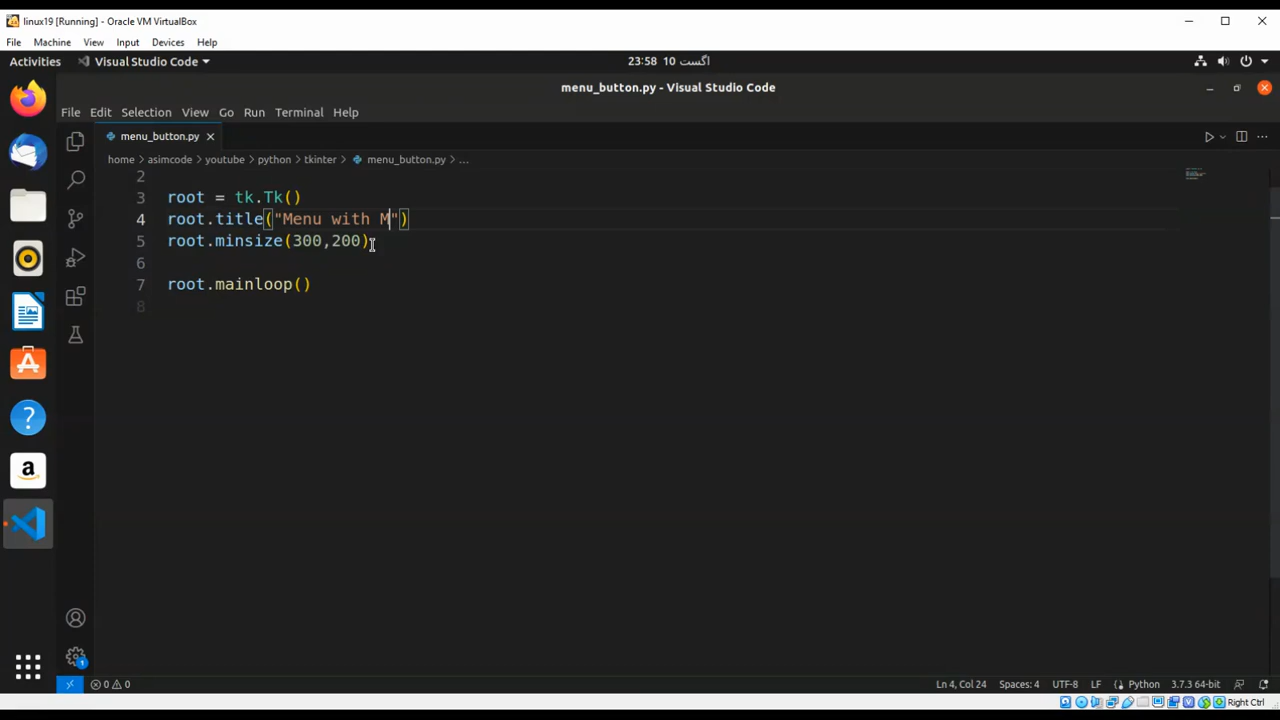 linux19 [Running] - Oracle VM VirtualBox
File Machine View Input Devices Help
Activities Visual Studio Code 23:58 10 اگست
menu_button.py - Visual Studio Code
File Edit Selection View Go Run Terminal Help
menu_button.py
home > asimcode > youtube > python > tkinter > menu_button.py > ...
2
3 root = tk.Tk()
4 root.title("Menu with M")
5 root.minsize(300,200)
6
7 root.mainloop()
8
1
0 0 Ln 4, Col 24 Spaces: 4 UTF-8 LF Python 3.7.3 64-bit
Right Ctrl